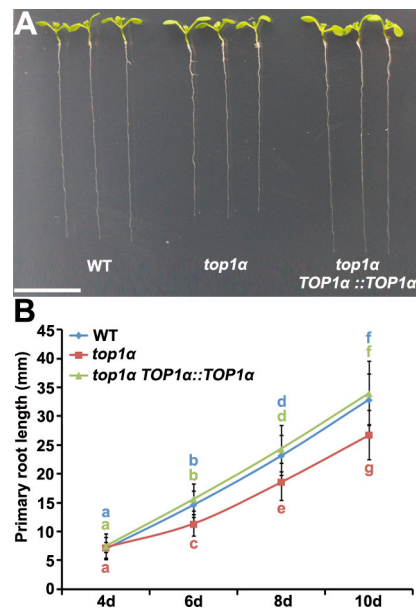 A
WT
top1α
top1α
TOP1α ::TOP1α
B
45
40
35
30
25
20
15
10
5
0
Primary root length (mm)
WT
top1α
top1α TOP1α::TOP1α
a
a
a
b
b
c
d
d
e
f
f
g
4d
6d
8d
10d